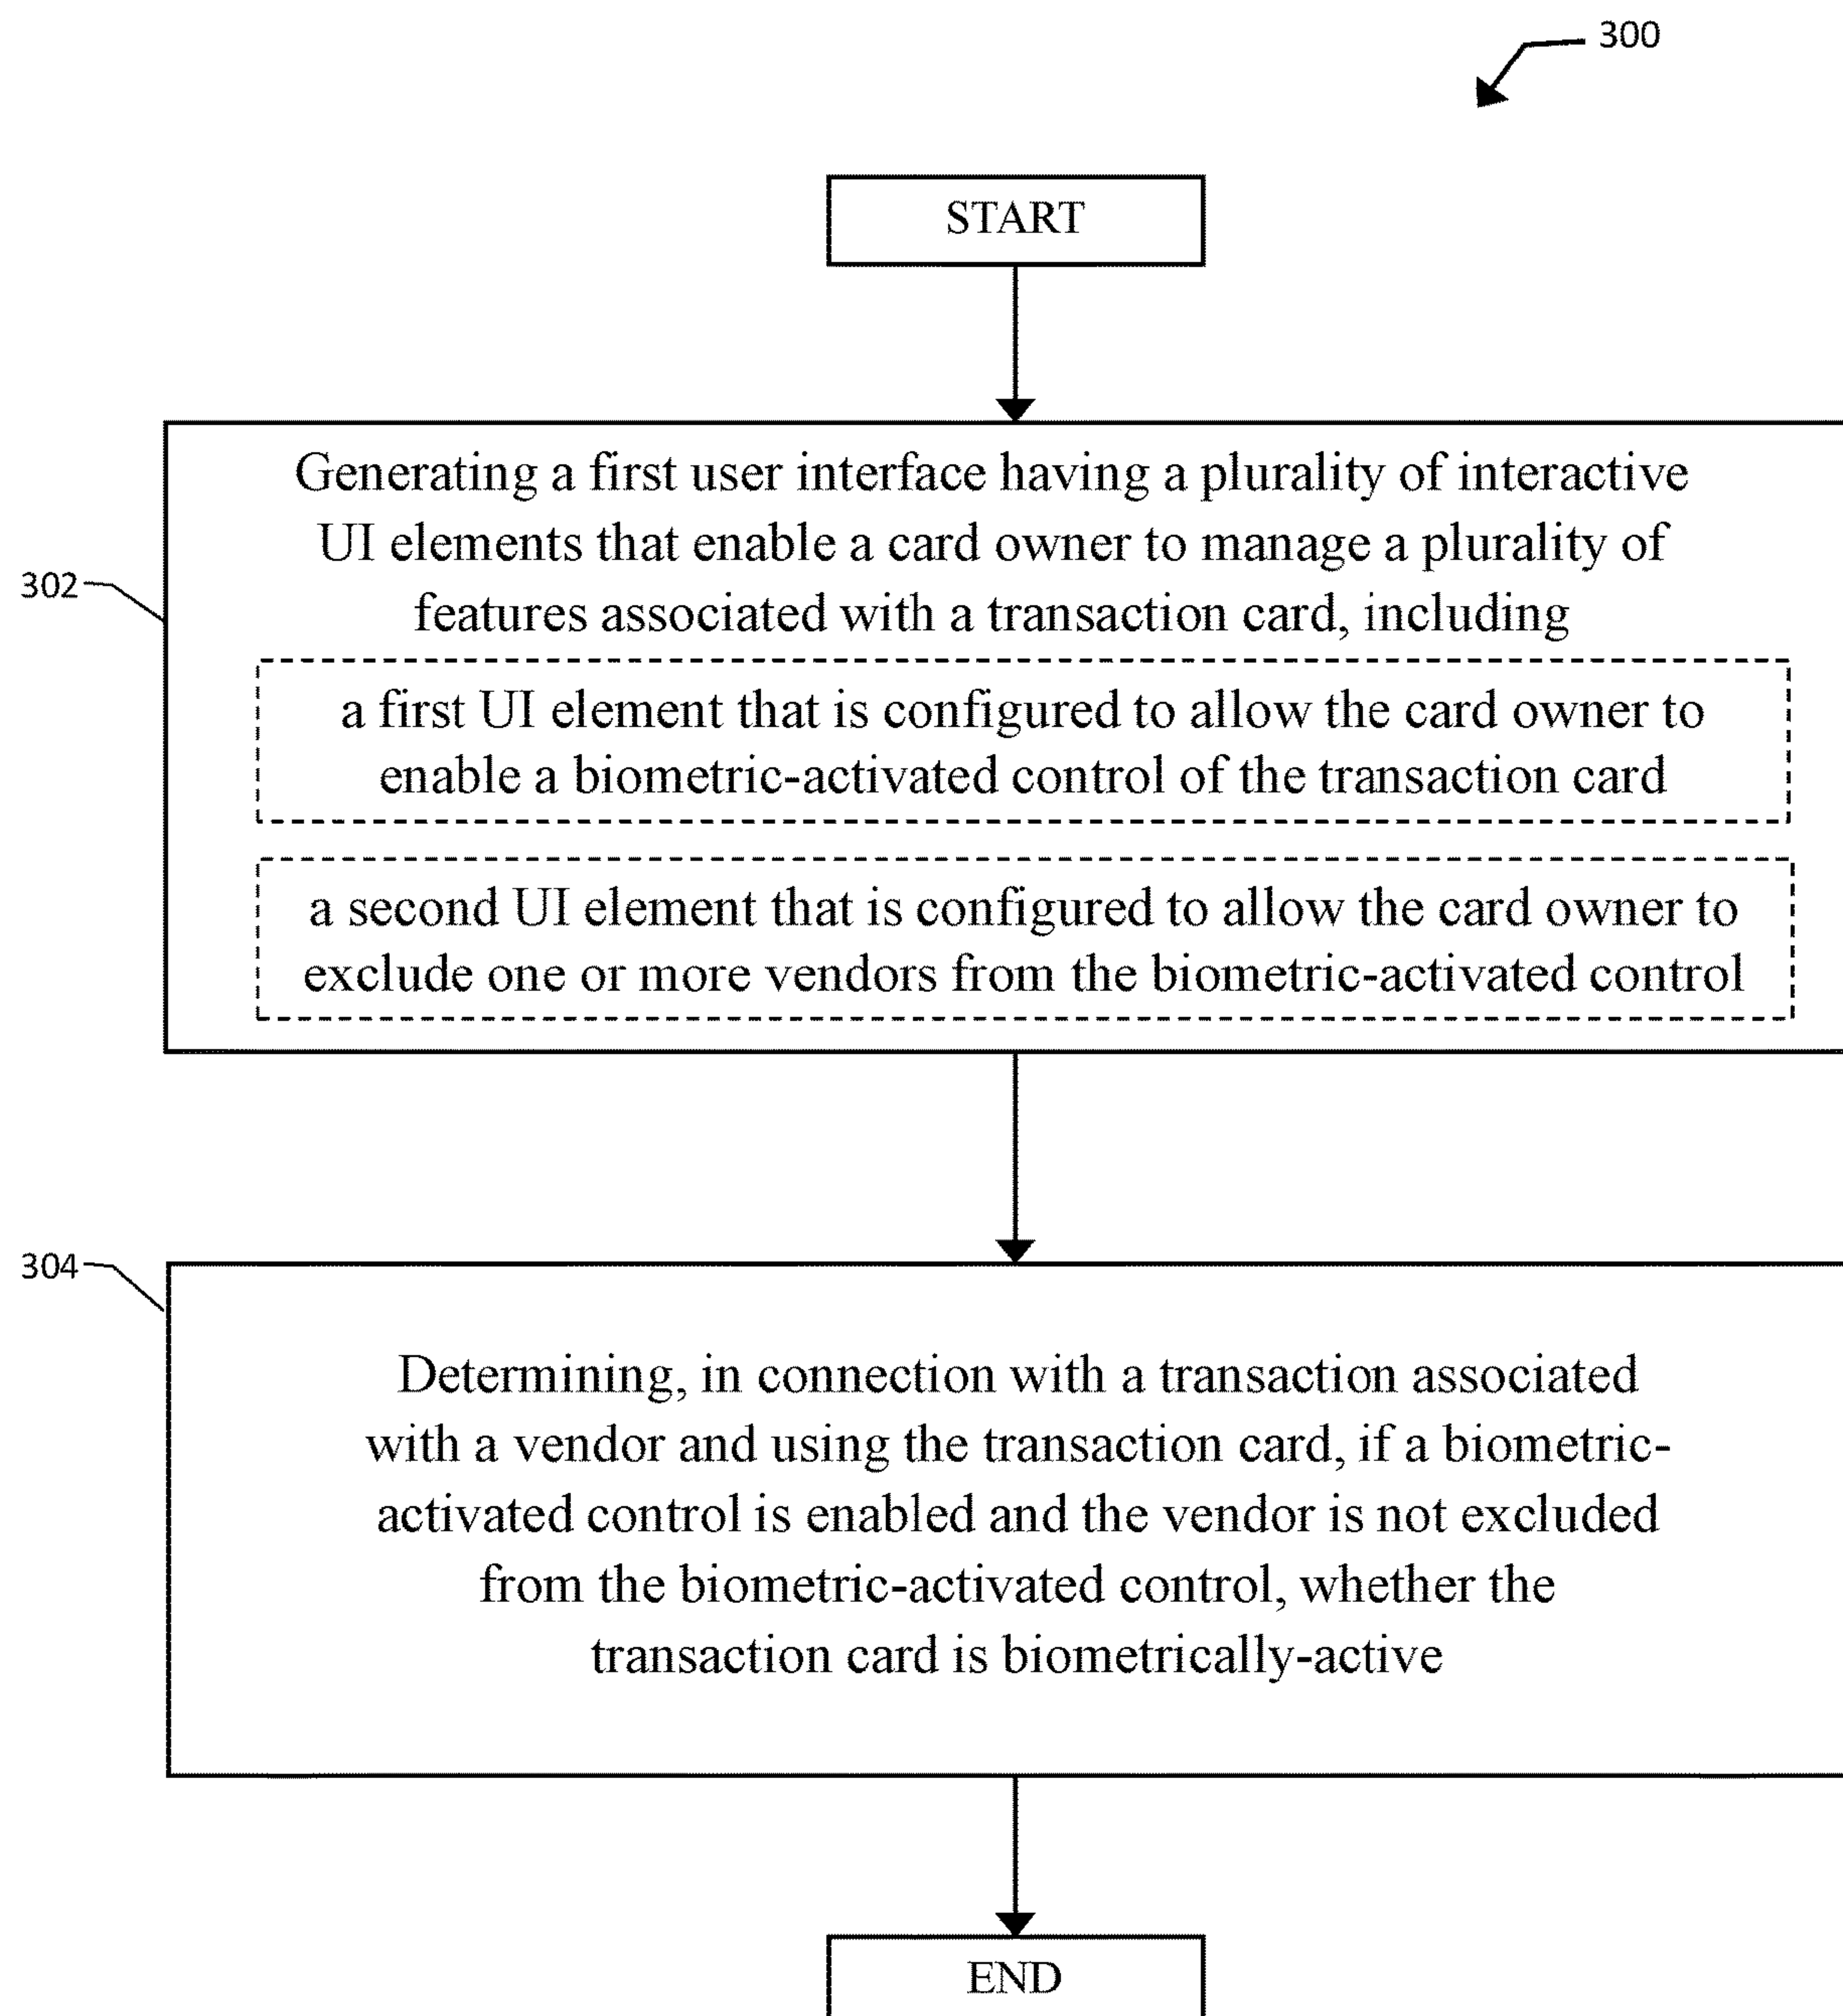 300
START
302
Generating a first user interface having a plurality of interactive
UI elements that enable a card owner to manage a plurality of
features associated with a transaction card, including
a first UI element that is configured to allow the card owner to
enable a biometric-activated control of the transaction card
a second UI element that is configured to allow the card owner to
exclude one or more vendors from the biometric-activated control
304
Determining, in connection with a transaction associated
with a vendor and using the transaction card, if a biometric-
activated control is enabled and the vendor is not excluded
from the biometric-activated control, whether the
transaction card is biometrically-active
END